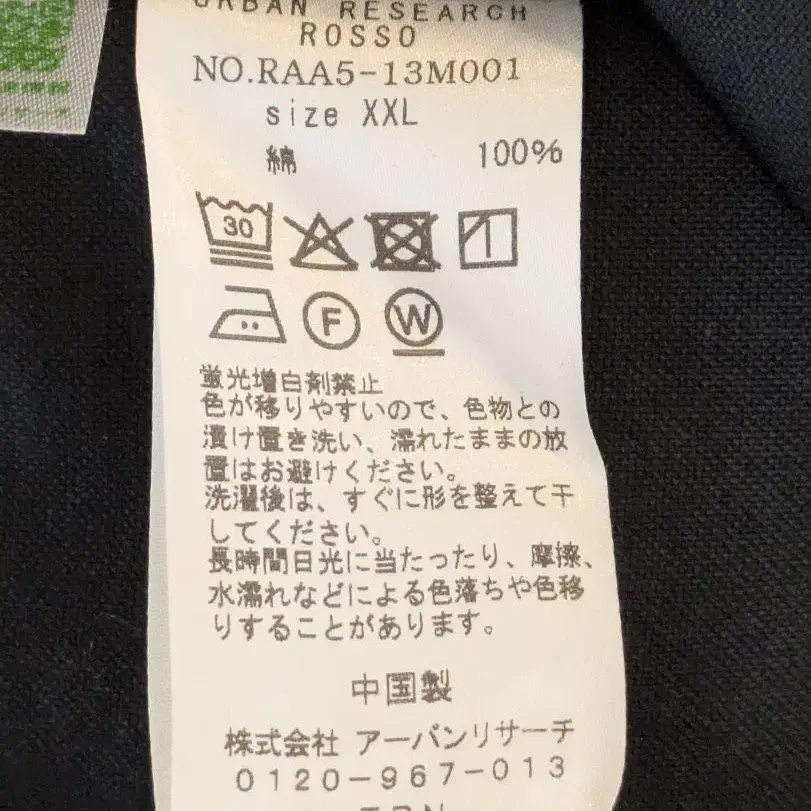 URBAN RESEARCH
ROSSO
NO.RAA5-13M001
size XXL
綿 100%
30
F W
蛍光増白剤禁止
色が移りやすいので、色物との
漬け置き洗い、濡れたままの放
置はお避けください。
洗濯後は、すぐに形を整えて干
してください。
長時間日光に当たったり、摩擦、
水濡れなどによる色落ちや色移
りすることがあります。
中国製
株式会社 アーバンリサーチ
0120-967-013